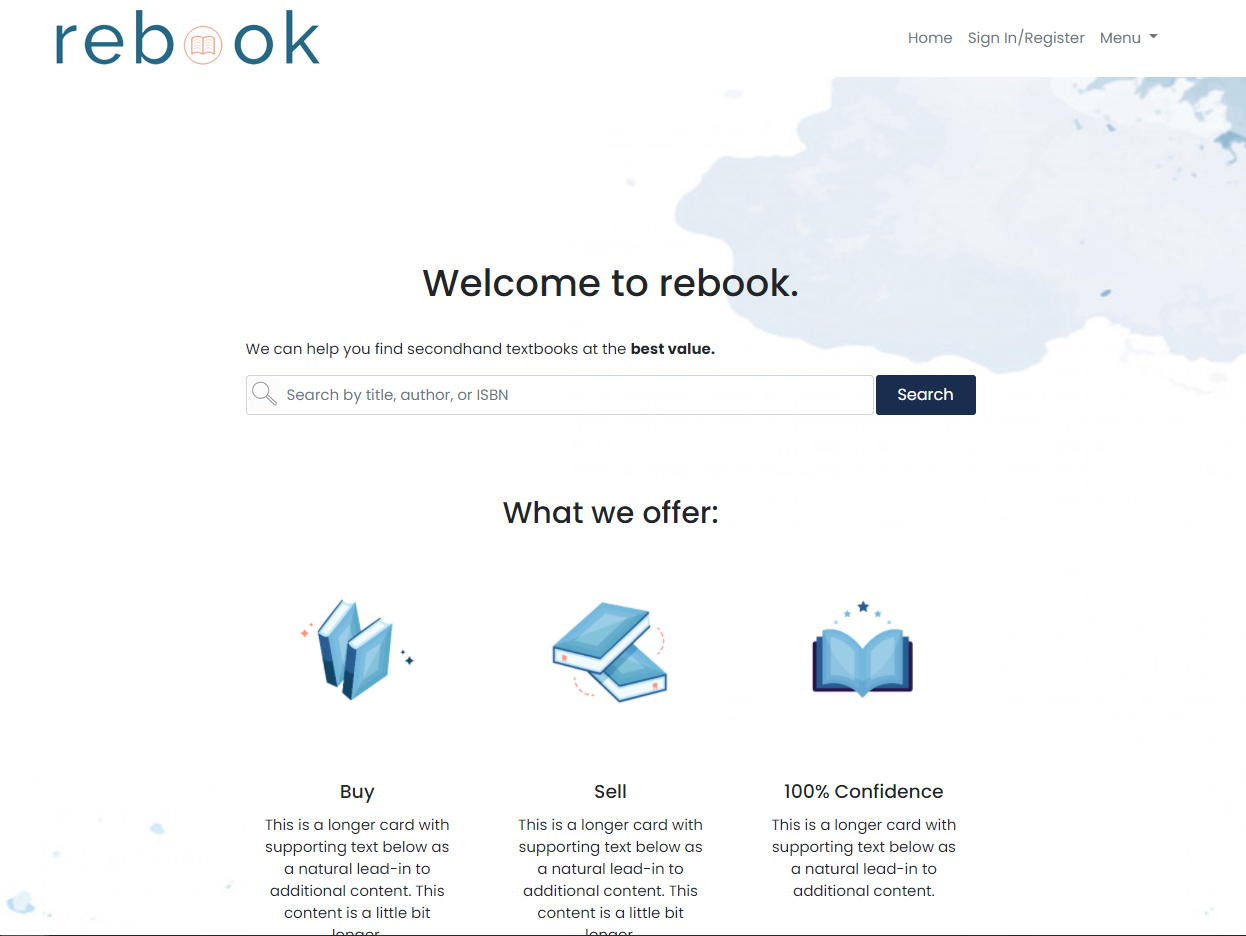 rebook
Home Sign In/Register Menu
Welcome to rebook.
We can help you find secondhand textbooks at the best value.
Search by title, author, or ISBN
Search
What we offer:
Buy
This is a longer card with
supporting text below as
a natural lead-in to
additional content. This
content is a little bit
longer.
Sell
This is a longer card with
supporting text below as
a natural lead-in to
additional content. This
content is a little bit
longer.
100% Confidence
This is a longer card with
supporting text below as
a natural lead-in to
additional content.